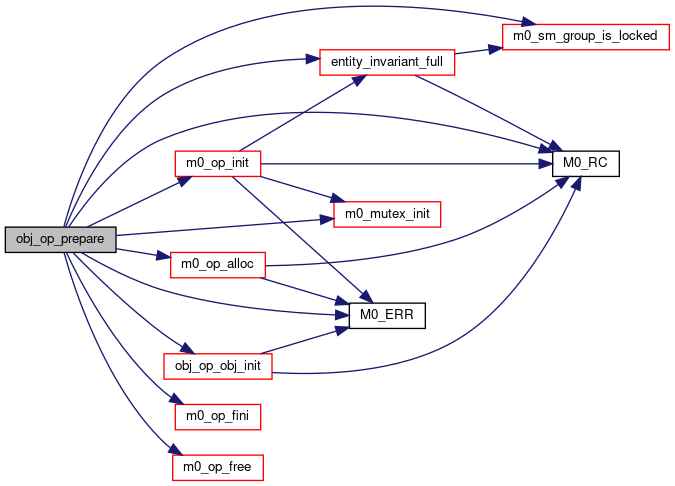 m0_sm_group_is_locked
entity_invariant_full
m0_op_init
M0_RC
m0_mutex_init
obj_op_prepare
m0_op_alloc
M0_ERR
obj_op_obj_init
m0_op_fini
m0_op_free